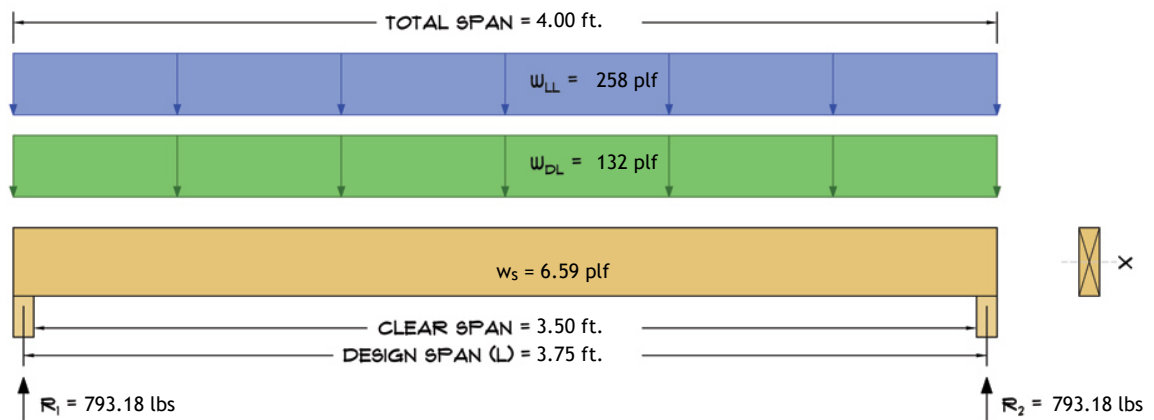 TOTAL SPAN = 4.00 ft.
wLL = 258 plf
wDL = 132 plf
ws = 6.59 plf
X
CLEAR SPAN = 3.50 ft.
DESIGN SPAN (L) = 3.75 ft.
R1 = 793.18 lbs
R2 = 793.18 lbs